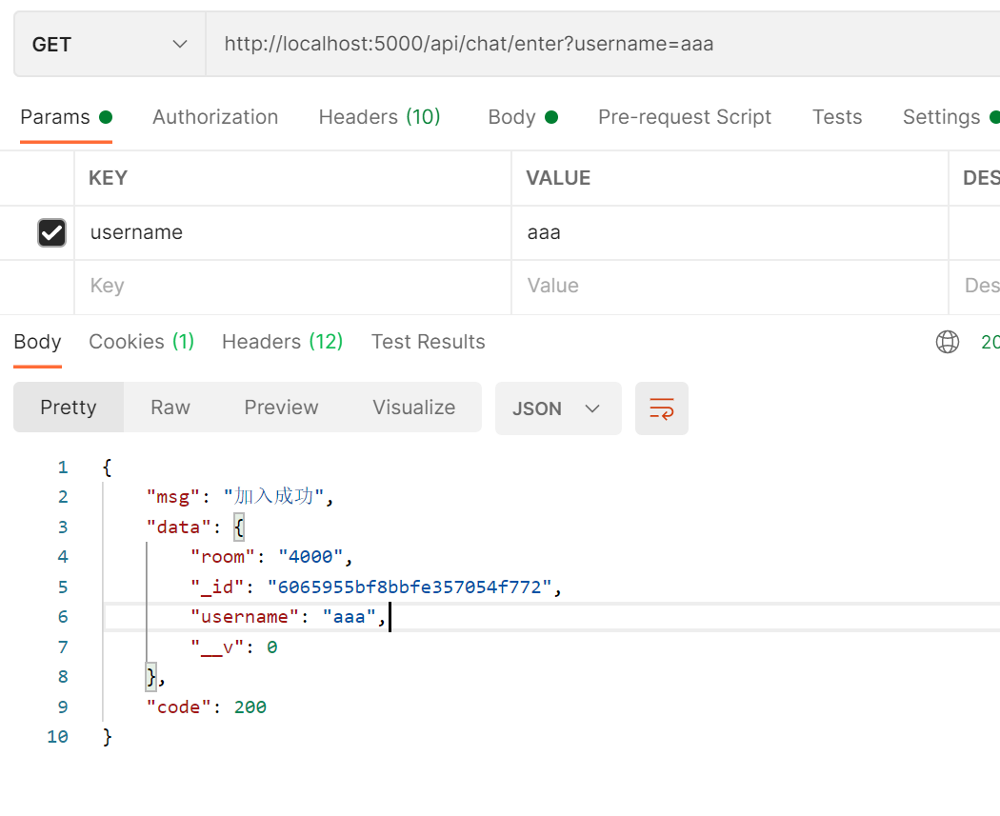 GET http://localhost:5000/api/chat/enter?username=aaa
Params Authorization Headers (10) Body Pre-request Script Tests Settings
KEY VALUE DES
username aaa
Key Value Des
Body Cookies (1) Headers (12) Test Results 20
Pretty Raw Preview Visualize JSON
1 {
2 "msg": "加入成功",
3 "data": {
4 "room": "4000",
5 "_id": "6065955bf8bbfe357054f772",
6 "username": "aaa",
7 "__v": 0
8 },
9 "code": 200
10 }